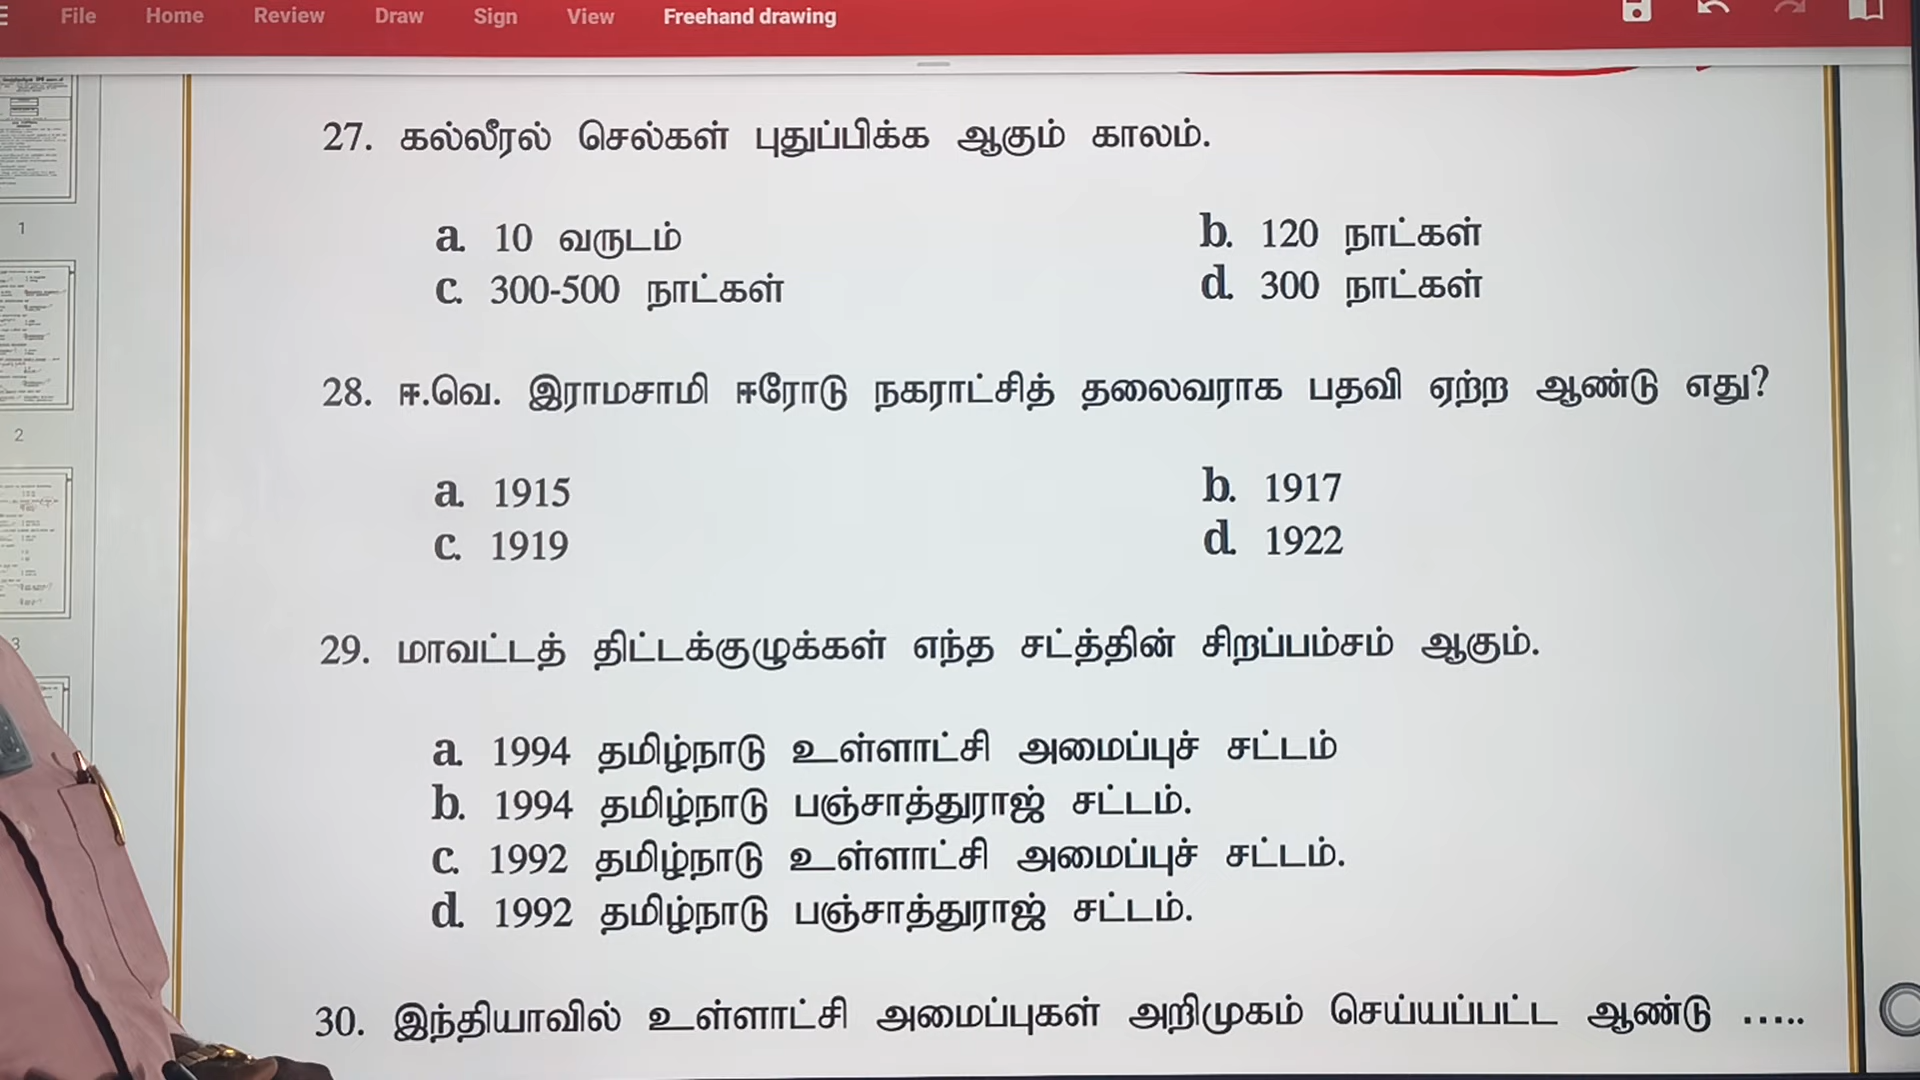 File Home Review Draw Sign View Freehand drawing
27. கல்லீரல் செல்கள் புதுப்பிக்க ஆகும் காலம்.
a. 10 வருடம்
b. 120 நாட்கள்
c. 300-500 நாட்கள்
d. 300 நாட்கள்
28. ஈ.வெ. இராமசாமி ஈரோடு நகராட்சித் தலைவராக பதவி ஏற்ற ஆண்டு எது?
a. 1915
b. 1917
c. 1919
d. 1922
29. மாவட்டத் திட்டக்குழுக்கள் எந்த சட்த்தின் சிறப்பம்சம் ஆகும்.
a. 1994 தமிழ்நாடு உள்ளாட்சி அமைப்புச் சட்டம்
b. 1994 தமிழ்நாடு பஞ்சாத்துராஜ் சட்டம்.
c. 1992 தமிழ்நாடு உள்ளாட்சி அமைப்புச் சட்டம்.
d. 1992 தமிழ்நாடு பஞ்சாத்துராஜ் சட்டம்.
30. இந்தியாவில் உள்ளாட்சி அமைப்புகள் அறிமுகம் செய்யப்பட்ட ஆண்டு .....
1
2
3